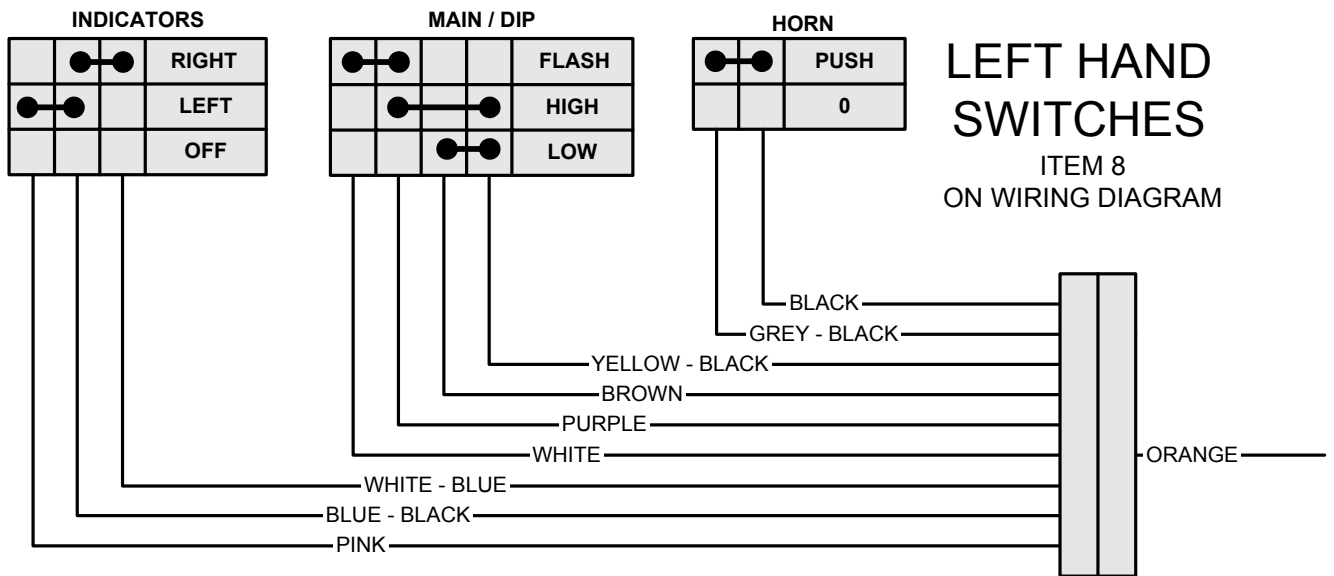 INDICATORS
RIGHT
LEFT
OFF
MAIN / DIP
FLASH
HIGH
LOW
HORN
PUSH
0
LEFT HAND
SWITCHES
ITEM 8
ON WIRING DIAGRAM
BLACK
GREY - BLACK
YELLOW - BLACK
BROWN
PURPLE
WHITE
ORANGE
WHITE - BLUE
BLUE - BLACK
PINK